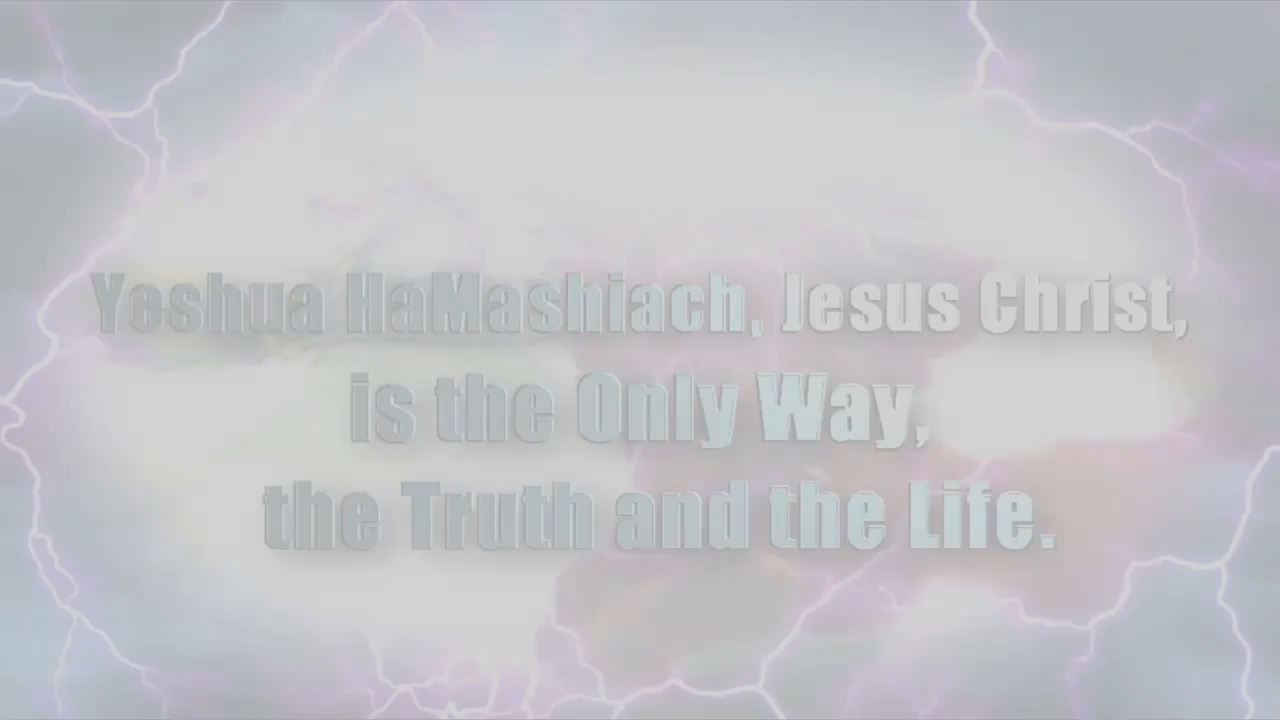 Yeshua HaMashiach, Jesus Christ,
is the Only Way,
the Truth and the Life.